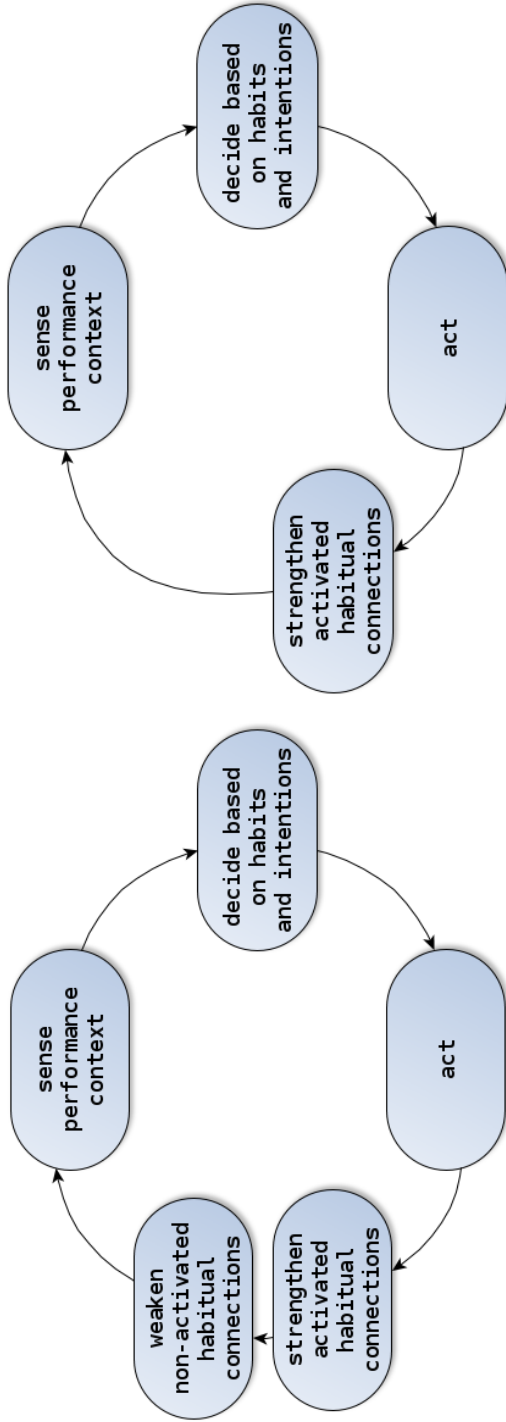 sense
performance
context
decide based
on habits
and intentions
act
strengthen
activated
habitual
connections
weaken
non-activated
habitual
connections
sense
performance
context
decide based
on habits
and intentions
act
strengthen
activated
habitual
connections